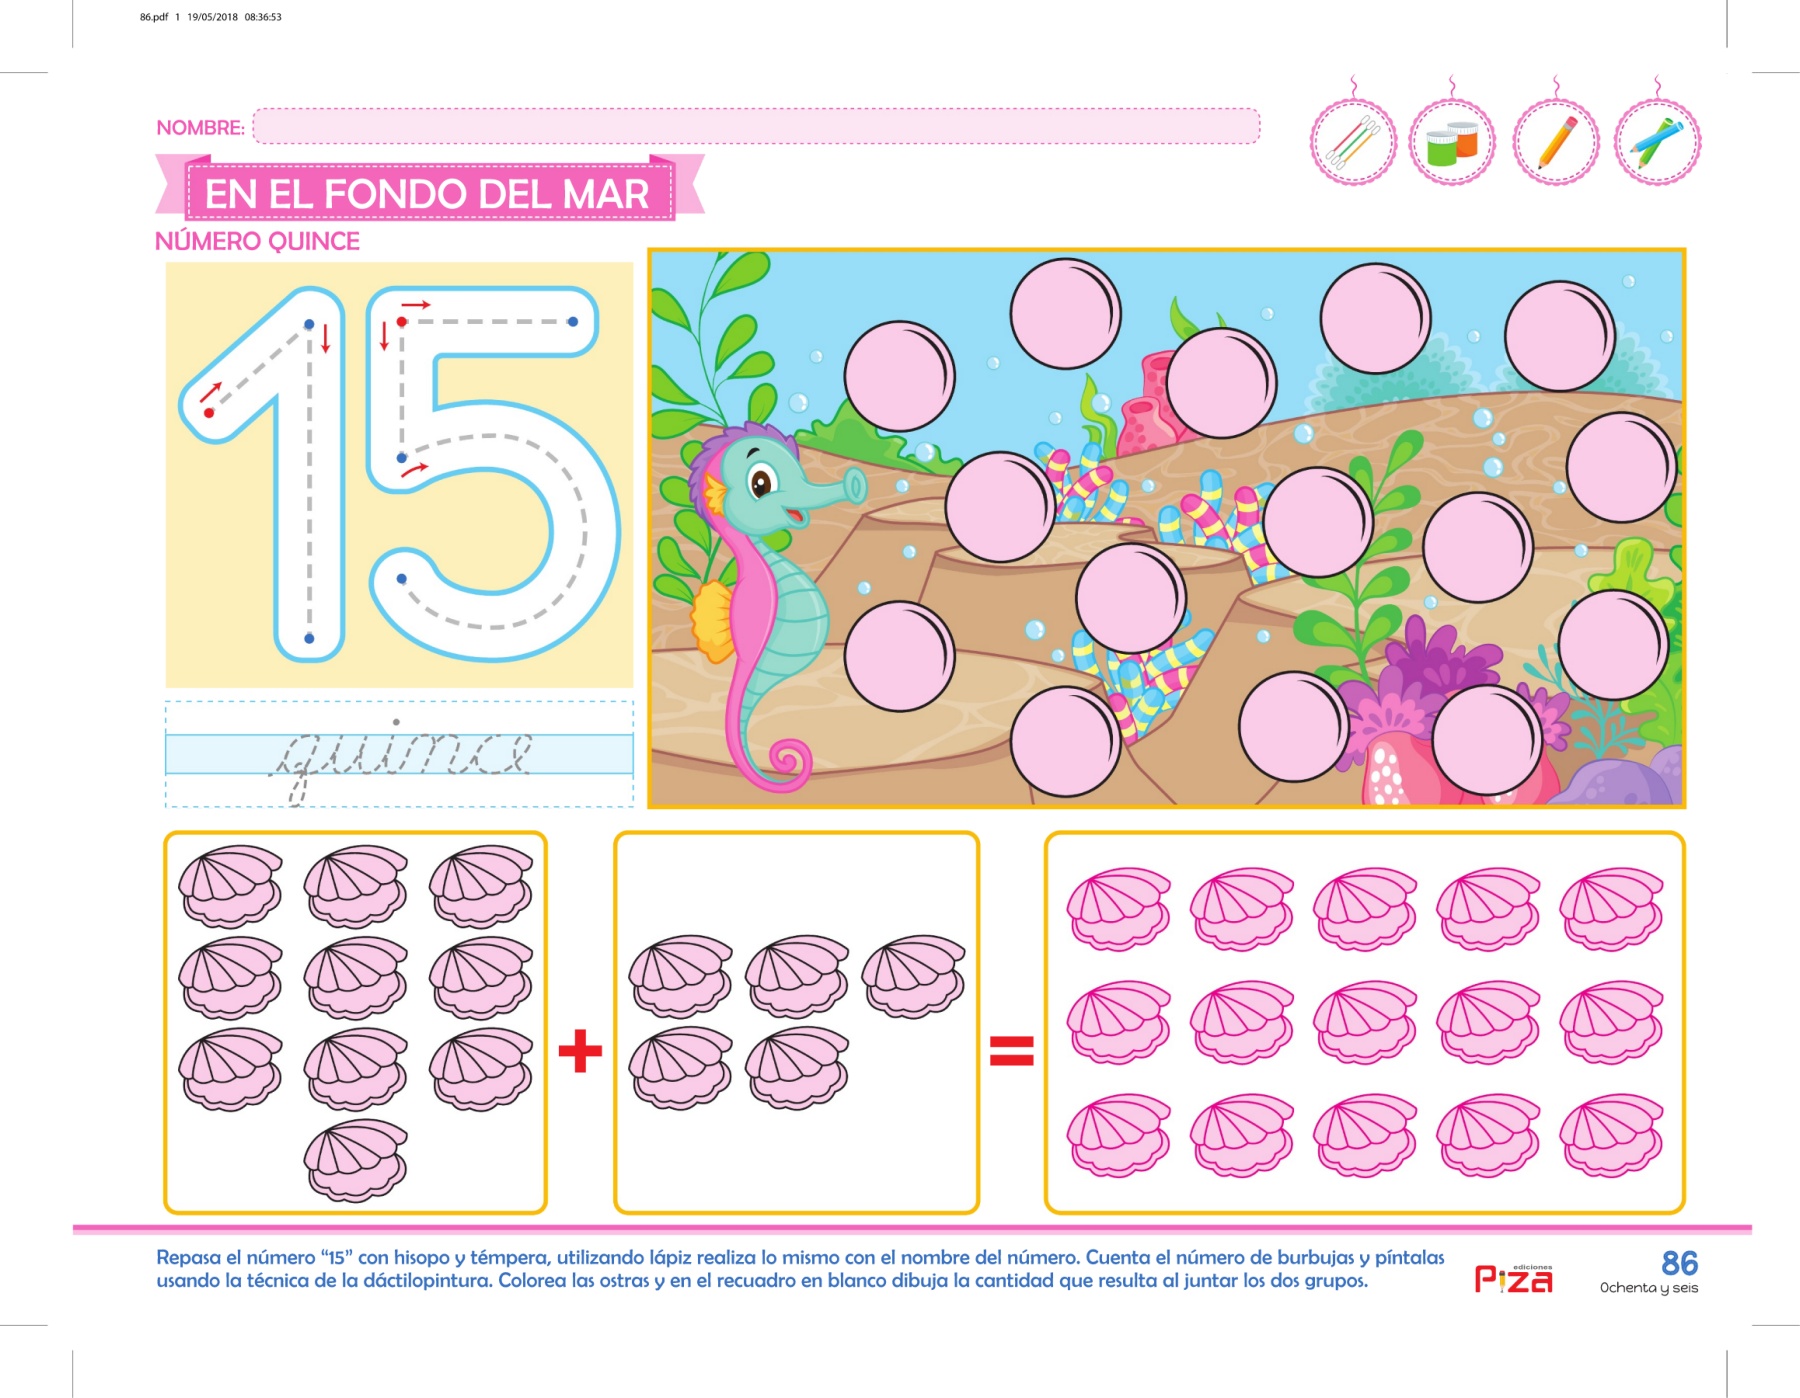 86.pdf 1 19/05/2018 08:36:53
NOMBRE:
EN EL FONDO DEL MAR
NÚMERO QUINCE
15
quince
+
=
Repasa el número “15” con hisopo y témpera, utilizando lápiz realiza lo mismo con el nombre del número. Cuenta el número de burbujas y píntalas
usando la técnica de la dáctilopintura. Colorea las ostras y en el recuadro en blanco dibuja la cantidad que resulta al juntar los dos grupos.
ediciones
Piza
86
Ochenta y seis